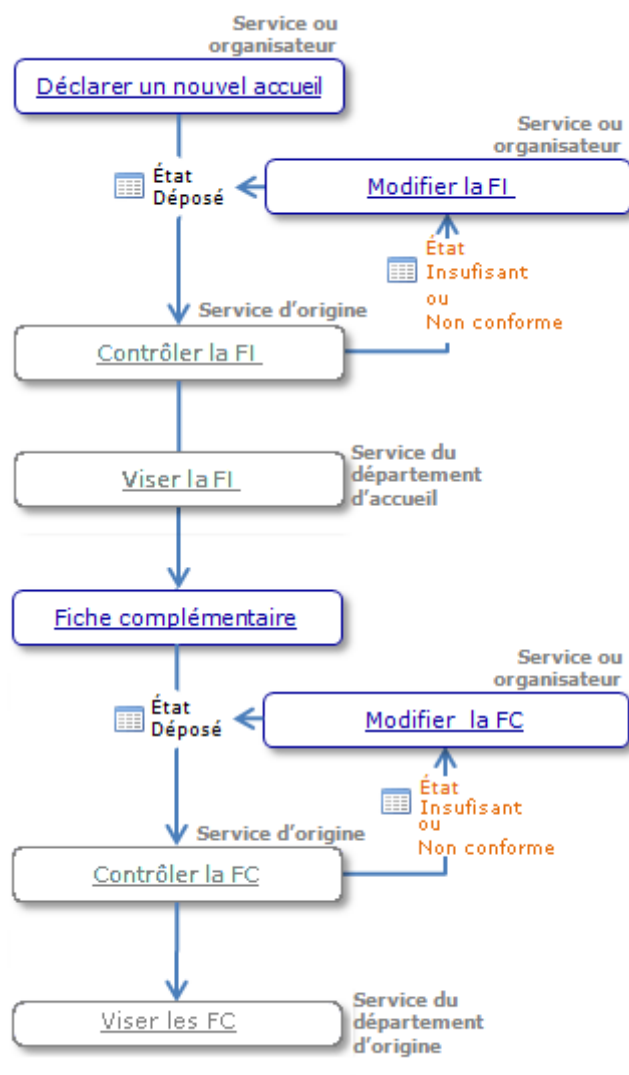 Service ou
organisateur
Déclarer un nouvel accueil
Service ou
organisateur
État
Déposé
Modifier la FI
État
Insufisant
ou
Non conforme
Service d'origine
Contrôler la FI
Service du
département
d'accueil
Viser la FI
Fiche complémentaire
Service ou
organisateur
État
Déposé
Modifier la FC
État
Insufisant
ou
Non conforme
Service d'origine
Contrôler la FC
Service du
département
d'origine
Viser les FC